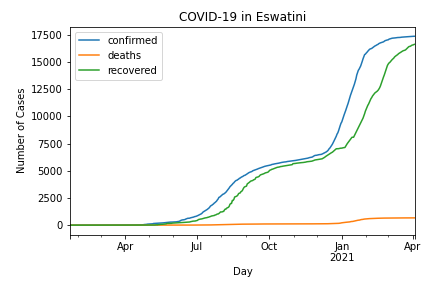 COVID-19 in Eswatini
confirmed
deaths
recovered
Number of Cases
17500
15000
12500
10000
7500
5000
2500
0
Apr
Jul
Oct
Jan
2021
Apr
Day